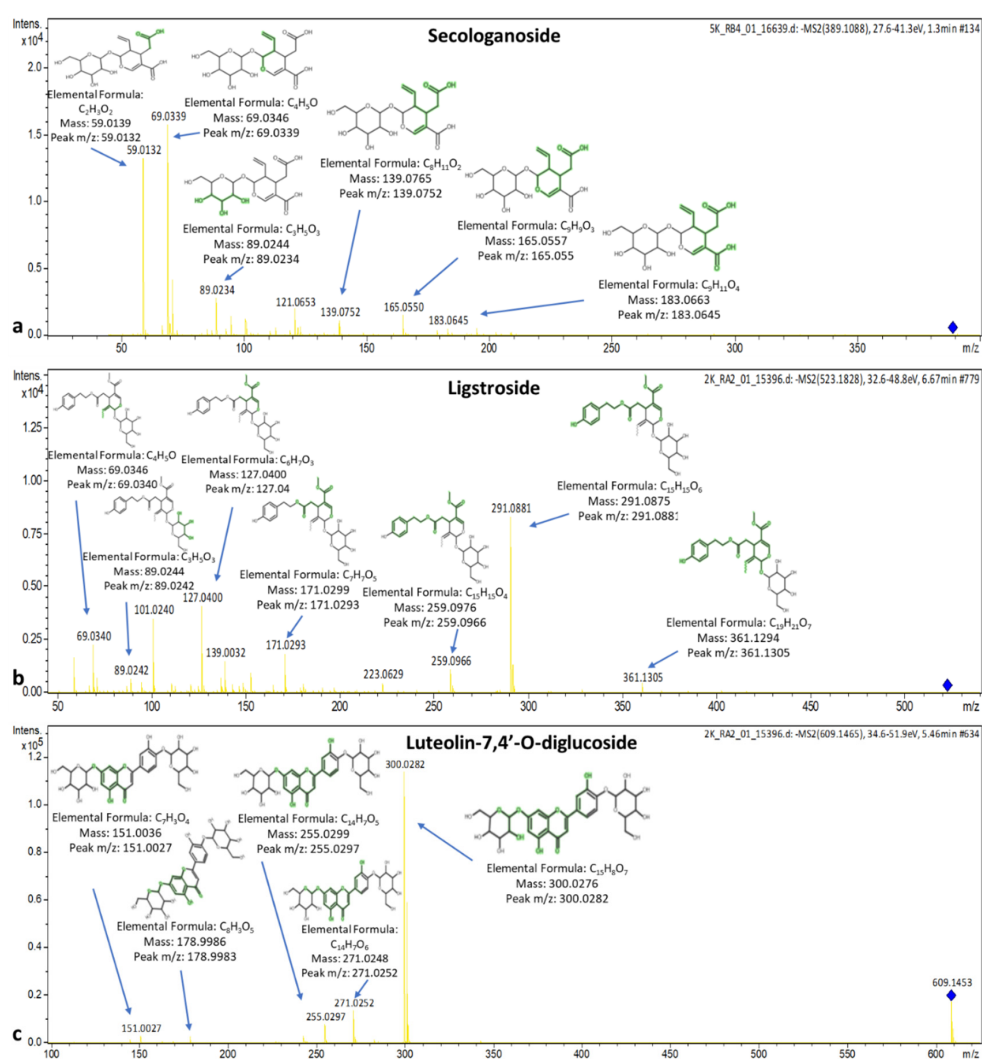 Intens.
x10⁴
Secologanoside
5K_RB4_01_16639.d: -MS2(389.1088), 27.6-41.3eV, 1.3min #134
2.0
1.5
1.0
0.5
0.0
Elemental Formula:
C₂H₃O₂
Mass: 59.0139
Peak m/z: 59.0132
59.0132
69.0339
Elemental Formula: C₄H₅O
Mass: 69.0346
Peak m/z: 69.0339
Elemental Formula: C₃H₅O₃
Mass: 89.0244
Peak m/z: 89.0234
89.0234
Elemental Formula: C₈H₁₁O₂
Mass: 139.0765
Peak m/z: 139.0752
121.0653
139.0752
Elemental Formula: C₉H₉O₃
Mass: 165.0557
Peak m/z: 165.055
165.0550
Elemental Formula: C₉H₁₁O₄
Mass: 183.0663
Peak m/z: 183.0645
183.0645
a
50 100 150 200 250 300 350 m/z
Intens.
x10⁴
Ligstroside
2K_RA2_01_15396.d: -MS2(523.1828), 32.6-48.8eV, 6.67min #779
1.25
1.00
0.75
0.50
0.25
0.00
Elemental Formula: C₄H₅O
Mass: 69.0346
Peak m/z: 69.0340
69.0340
Elemental Formula: C₃H₅O₃
Mass: 89.0244
Peak m/z: 89.0242
89.0242
101.0240
Elemental Formula: C₆H₇O₃
Mass: 127.0400
Peak m/z: 127.04
127.0400
139.0032
Elemental Formula: C₇H₇O₅
Mass: 171.0299
Peak m/z: 171.0293
171.0293
223.0629
Elemental Formula: C₁₅H₁₅O₄
Mass: 259.0976
Peak m/z: 259.0966
259.0966
291.0881
Elemental Formula: C₁₅H₁₅O₆
Mass: 291.0875
Peak m/z: 291.0881
Elemental Formula: C₁₉H₂₁O₇
Mass: 361.1294
Peak m/z: 361.1305
361.1305
b
50 100 150 200 250 300 350 400 450 500 m/z
Intens.
x10⁵
Luteolin-7,4’-O-diglucoside
2K_RA2_01_15396.d: -MS2(609.1465), 34.6-51.9eV, 5.46min #634
1.0
0.8
0.6
0.4
0.2
0.0
Elemental Formula: C₇H₃O₄
Mass: 151.0036
Peak m/z: 151.0027
151.0027
Elemental Formula: C₈H₃O₅
Mass: 178.9986
Peak m/z: 178.9983
Elemental Formula: C₁₄H₇O₅
Mass: 255.0299
Peak m/z: 255.0297
255.0297
Elemental Formula:
C₁₄H₇O₆
Mass: 271.0248
Peak m/z: 271.0252
271.0252
300.0282
Elemental Formula: C₁₅H₈O₇
Mass: 300.0276
Peak m/z: 300.0282
609.1453
c
100 200 300 400 500 600 m/z